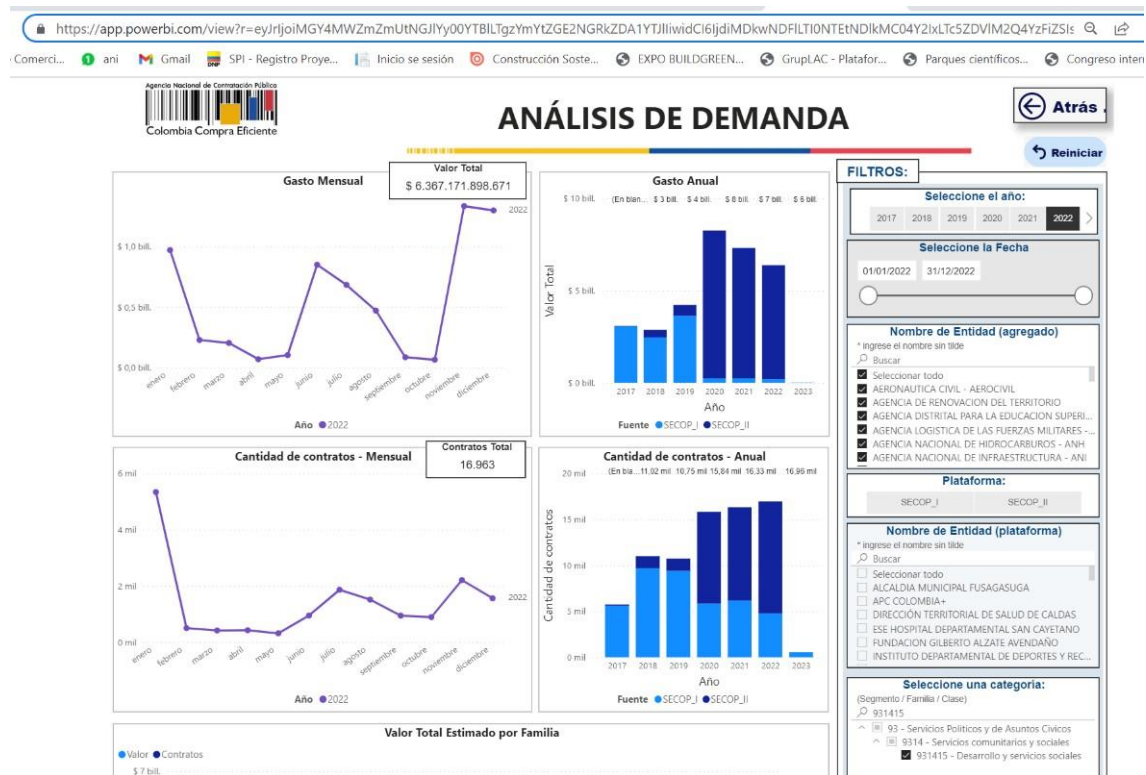 https://app.powerbi.com/view?r=eyJrIjoiMGY4MWZmZmUtNGJlYy00YTBlLTgzYmYtZGE2NGRkZDA1YTJlIiwidCI6IjdiMDkwNDFlLTI0NTEtNDlkMC04Y2IxLTc5ZDVlM2Q4YzFiZSIs
Comerci... ani Gmail SPI - Registro Proye... Inicio se sesión Construcción Soste... EXPO BUILDGREEN... GrupLAC - Platafor... Parques científicos... Congreso inter
Agencia Nacional de Contratación Pública
Colombia Compra Eficiente
ANÁLISIS DE DEMANDA
Atrás
Reiniciar
Gasto Mensual
Valor Total
$ 6.367.171.898.671
2022
$ 1,0 bill.
$ 0,5 bill.
$ 0,0 bill.
enero febrero marzo abril mayo junio julio agosto septiembre octubre noviembre diciembre
Año 2022
Gasto Anual
$ 10 bill.
(En blan... $ 3 bill. $ 4 bill. $ 8 bill. $ 7 bill. $ 6 bill.
Valor Total
$ 5 bill.
$ 0 bill.
2017 2018 2019 2020 2021 2022 2023
Año
Fuente SECOP_I SECOP_II
Cantidad de contratos - Mensual
Contratos Total
16.963
6 mil
4 mil
2 mil
2022
0 mil
enero febrero marzo abril mayo junio julio agosto septiembre octubre noviembre diciembre
Año 2022
Cantidad de contratos - Anual
20 mil
(En bla... 11,02 mil 10,75 mil 15,84 mil 16,33 mil 16,96 mil
Cantidad de contratos
15 mil
10 mil
5 mil
0 mil
2017 2018 2019 2020 2021 2022 2023
Año
Fuente SECOP_I SECOP_II
Valor Total Estimado por Familia
Valor Contratos
$ 7 bill.
FILTROS:
Seleccione el año:
2017 2018 2019 2020 2021 2022
Seleccione la Fecha
01/01/2022 31/12/2022
Nombre de Entidad (agregado)
* Ingrese el nombre sin tilde
Buscar
Seleccionar todo
AERONAUTICA CIVIL - AEROCIVIL
AGENCIA DE RENOVACION DEL TERRITORIO
AGENCIA DISTRITAL PARA LA EDUCACION SUPERI...
AGENCIA LOGISTICA DE LAS FUERZAS MILITARES -...
AGENCIA NACIONAL DE HIDROCARBUROS - ANH
AGENCIA NACIONAL DE INFRAESTRUCTURA - ANI
Plataforma:
SECOP_I SECOP_II
Nombre de Entidad (plataforma)
* ingrese el nombre sin tilde
Buscar
Seleccionar todo
ALCALDIA MUNICIPAL FUSAGASUGA
APC COLOMBIA+
DIRECCIÓN TERRITORIAL DE SALUD DE CALDAS
ESE HOSPITAL DEPARTAMENTAL SAN CAYETANO
FUNDACION GILBERTO ALZATE AVENDAÑO
INSTITUTO DEPARTAMENTAL DE DEPORTES Y REC...
Seleccione una categoria:
(Segmento / Familia / Clase)
931415
93 - Servicios Políticos y de Asuntos Cívicos
9314 - Servicios comunitarios y sociales
931415 - Desarrollo y servicios sociales